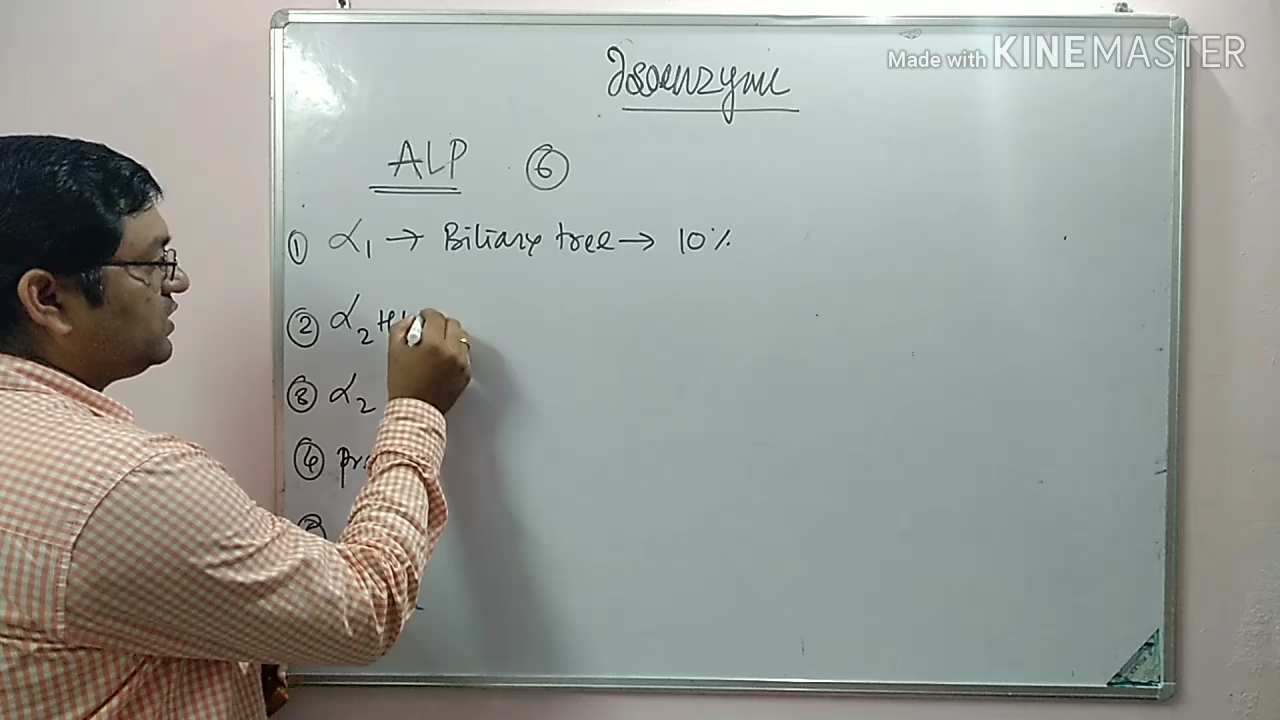 Made with KINEMASTER
Isoenzyme
ALP ⑥
① α₁ → Biliary tree → 10%
② α₂
③ α₂
④